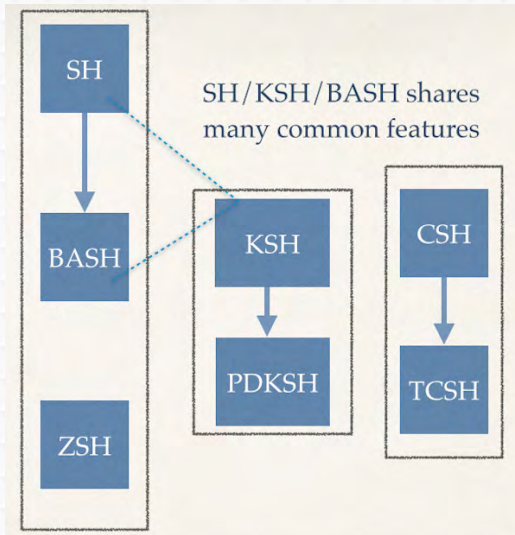 SH
SH/KSH/BASH shares
many common features
BASH
KSH
CSH
PDKSH
TCSH
ZSH